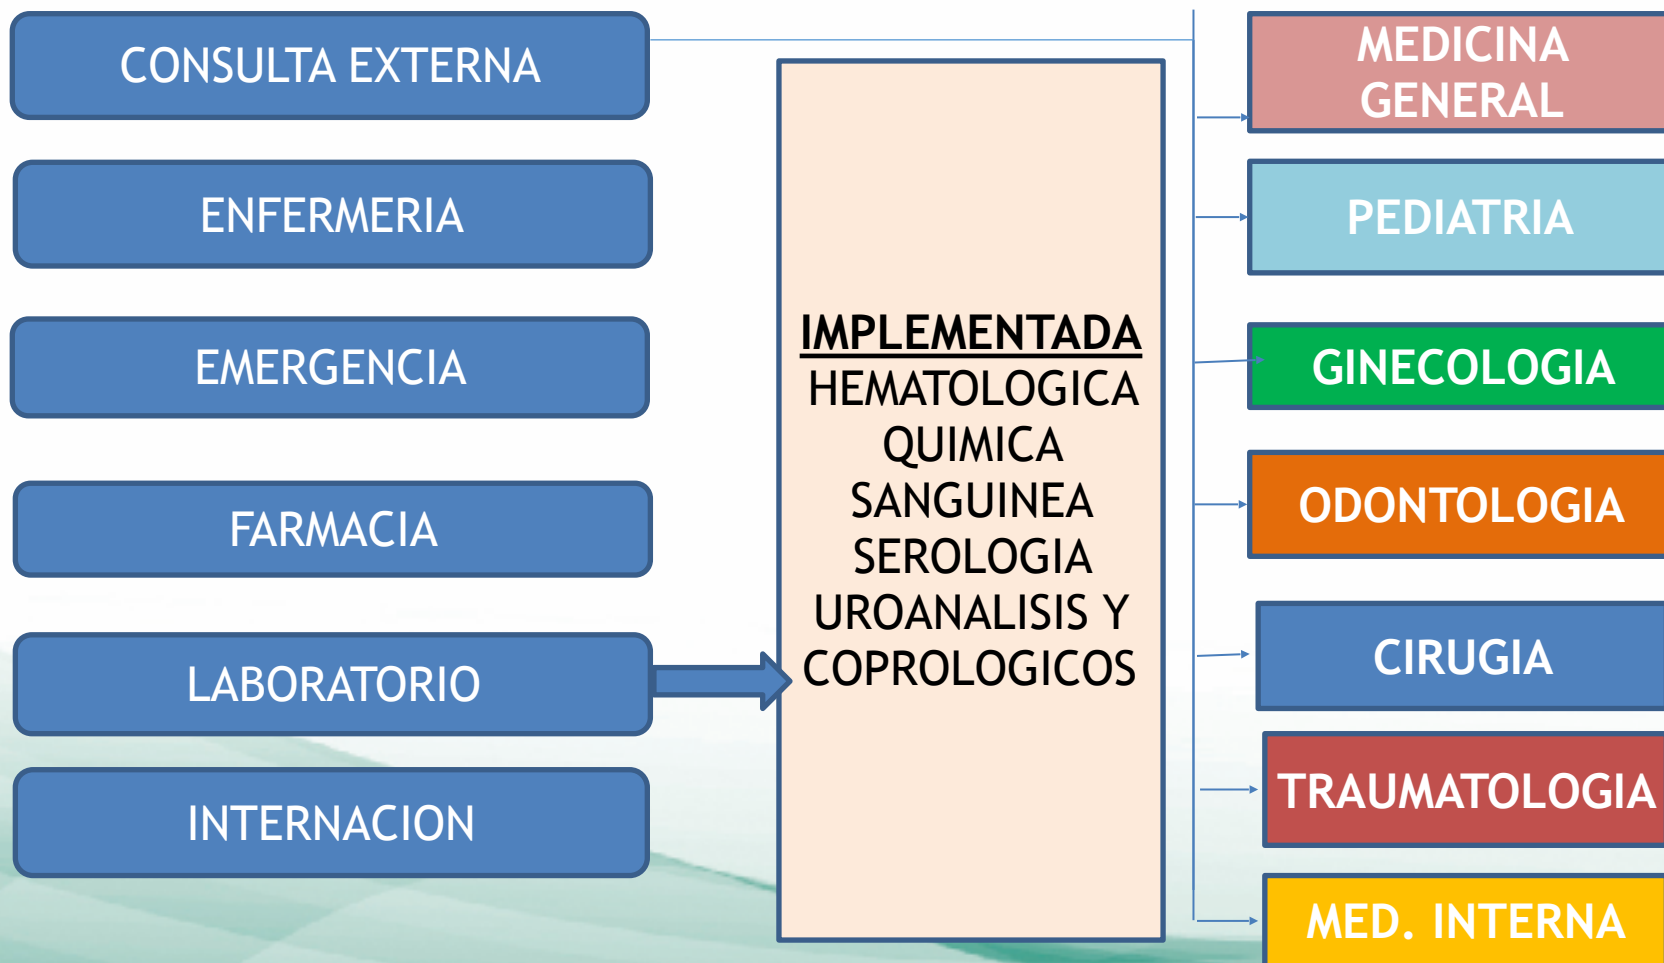 CONSULTA EXTERNA
ENFERMERIA
EMERGENCIA
FARMACIA
LABORATORIO
INTERNACION
IMPLEMENTADA
HEMATOLOGICA
QUIMICA
SANGUINEA
SEROLOGIA
UROANALISIS Y
COPROLOGICOS
MEDICINA
GENERAL
PEDIATRIA
GINECOLOGIA
ODONTOLOGIA
CIRUGIA
TRAUMATOLOGIA
MED. INTERNA